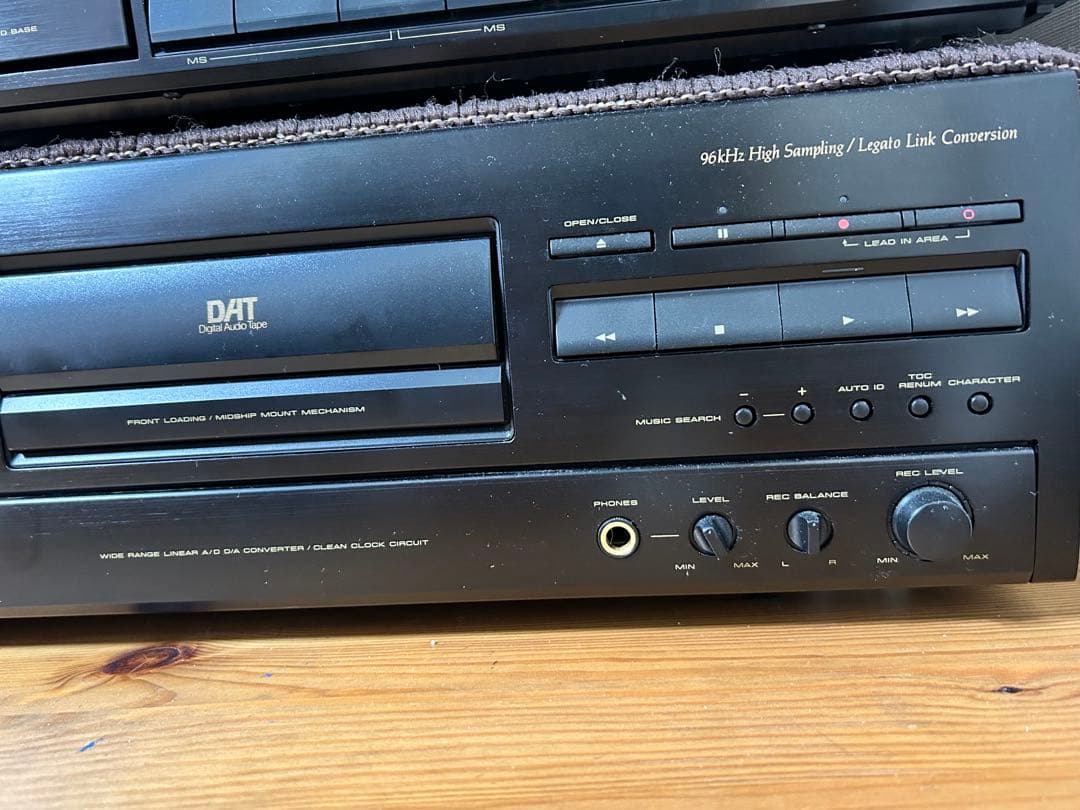 D BASE
MS
MS
96kHz High Sampling / Legato Link Conversion
OPEN/CLOSE
LEAD IN AREA
DAT
Digital Audio Tape
FRONT LOADING / MIDSHIP MOUNT MECHANISM
MUSIC SEARCH
–
+
AUTO ID
TOC
RENUM
CHARACTER
PHONES
LEVEL
MIN
MAX
REC BALANCE
L
R
REC LEVEL
MIN
MAX
WIDE RANGE LINEAR A/D D/A CONVERTER / CLEAN CLOCK CIRCUIT